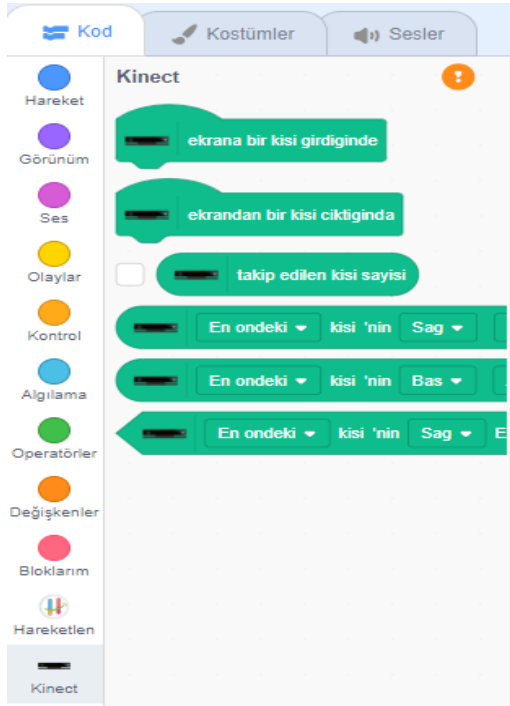 Kod
Kostümler
Sesler
Hareket
Görünüm
Ses
Olaylar
Kontrol
Algılama
Operatörler
Değişkenler
Bloklarım
Hareketlen
Kinect
Kinect
ekrana bir kisi girdiginde
ekrandan bir kisi ciktiginda
takip edilen kisi sayisi
En ondeki kisi 'nin Sag
En ondeki kisi 'nin Bas
En ondeki kisi 'nin Sag E